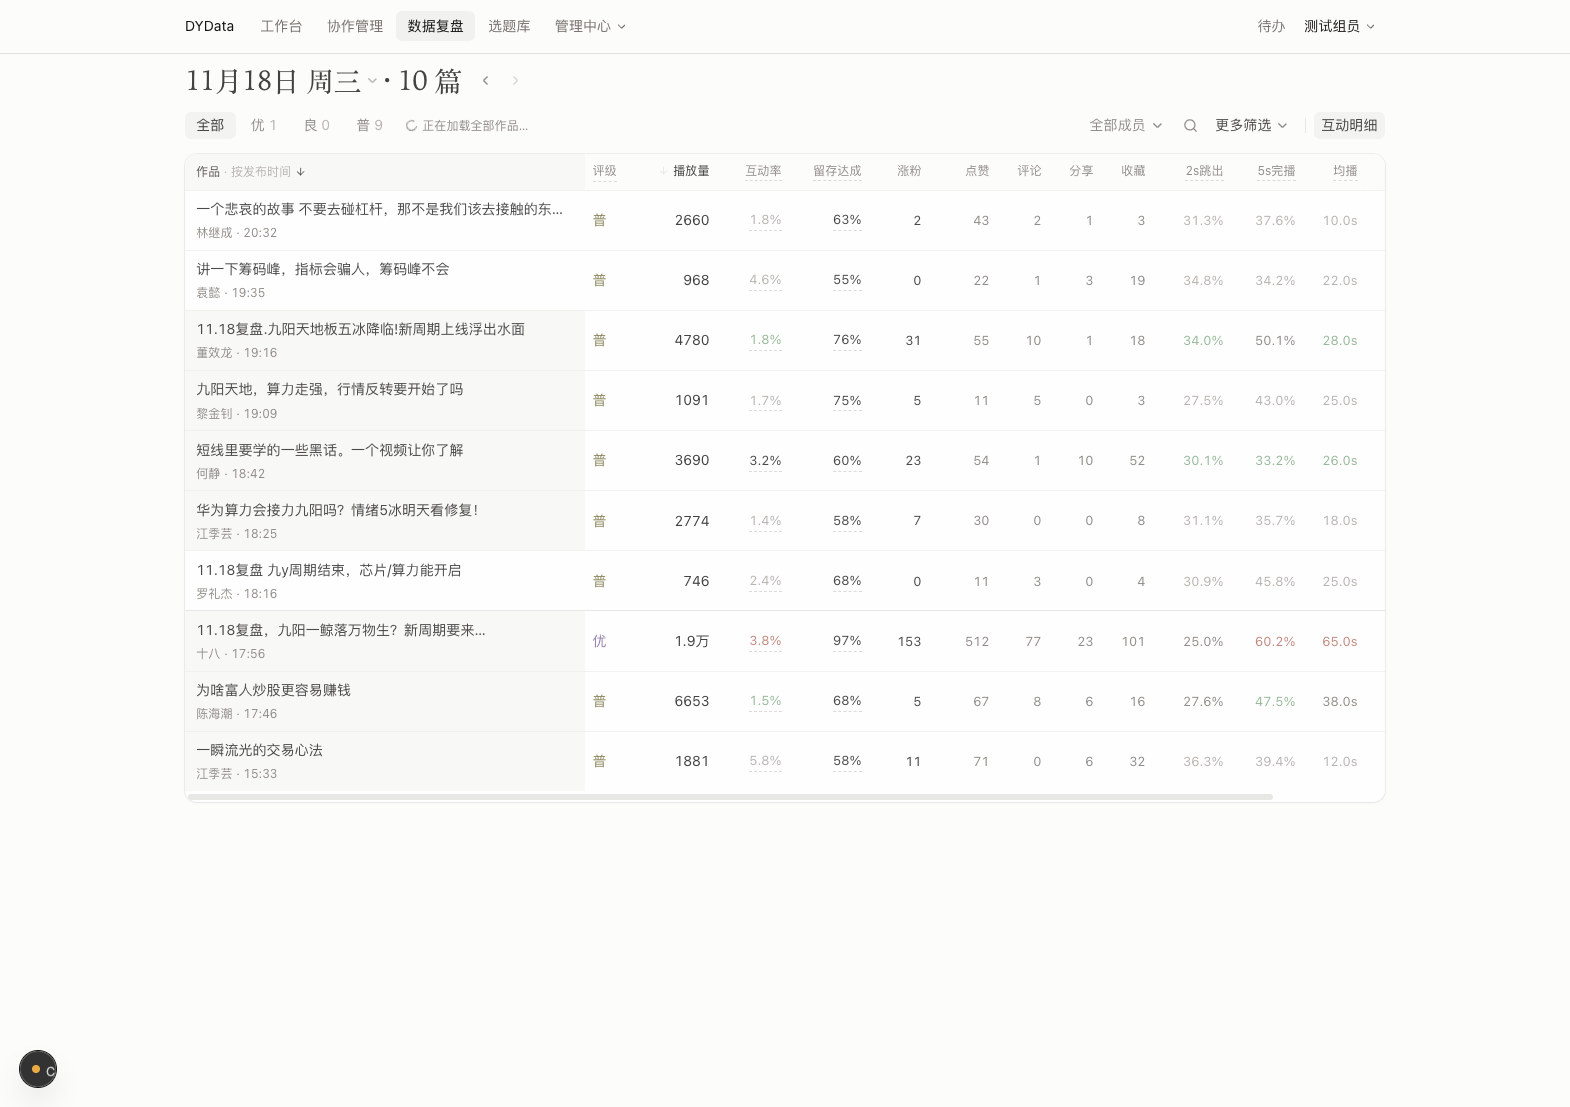 DYData 工作台 协作管理 数据复盘 选题库 管理中心 待办 测试组员
11月18日 周三 · 10 篇
全部 优 1 良 0 普 9 正在加载全部作品... 全部成员 更多筛选 互动明细
作品 · 按发布时间 ↓ 评级 ↓ 播放量 互动率 留存达成 涨粉 点赞 评论 分享 收藏 2s跳出 5s完播 均播
一个悲哀的故事 不要去碰杠杆，那不是我们该去接触的东...
林继成 · 20:32
普 2660 1.8% 63% 2 43 2 1 3 31.3% 37.6% 10.0s
讲一下筹码峰，指标会骗人，筹码峰不会
袁懿 · 19:35
普 968 4.6% 55% 0 22 1 3 19 34.8% 34.2% 22.0s
11.18复盘.九阳天地板五冰降临!新周期上线浮出水面
董效龙 · 19:16
普 4780 1.8% 76% 31 55 10 1 18 34.0% 50.1% 28.0s
九阳天地，算力走强，行情反转要开始了吗
黎金钊 · 19:09
普 1091 1.7% 75% 5 11 5 0 3 27.5% 43.0% 25.0s
短线里要学的一些黑话。一个视频让你了解
何静 · 18:42
普 3690 3.2% 60% 23 54 1 10 52 30.1% 33.2% 26.0s
华为算力会接力九阳吗？情绪5冰明天看修复！
江季芸 · 18:25
普 2774 1.4% 58% 7 30 0 0 8 31.1% 35.7% 18.0s
11.18复盘 九y周期结束，芯片/算力能开启
罗礼杰 · 18:16
普 746 2.4% 68% 0 11 3 0 4 30.9% 45.8% 25.0s
11.18复盘，九阳一鲸落万物生？新周期要来...
十八 · 17:56
优 1.9万 3.8% 97% 153 512 77 23 101 25.0% 60.2% 65.0s
为啥富人炒股更容易赚钱
陈海潮 · 17:46
普 6653 1.5% 68% 5 67 8 6 16 27.6% 47.5% 38.0s
一瞬流光的交易心法
江季芸 · 15:33
普 1881 5.8% 58% 11 71 0 6 32 36.3% 39.4% 12.0s